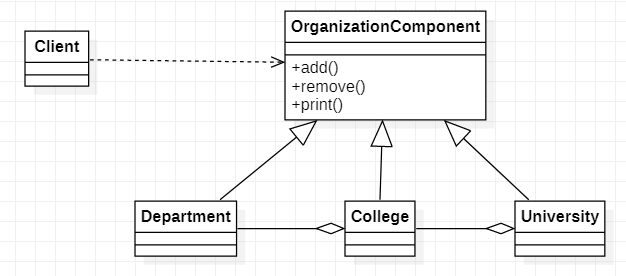 OrganizationComponent
Client
+add()
+remove()
+print()
Department
College
University